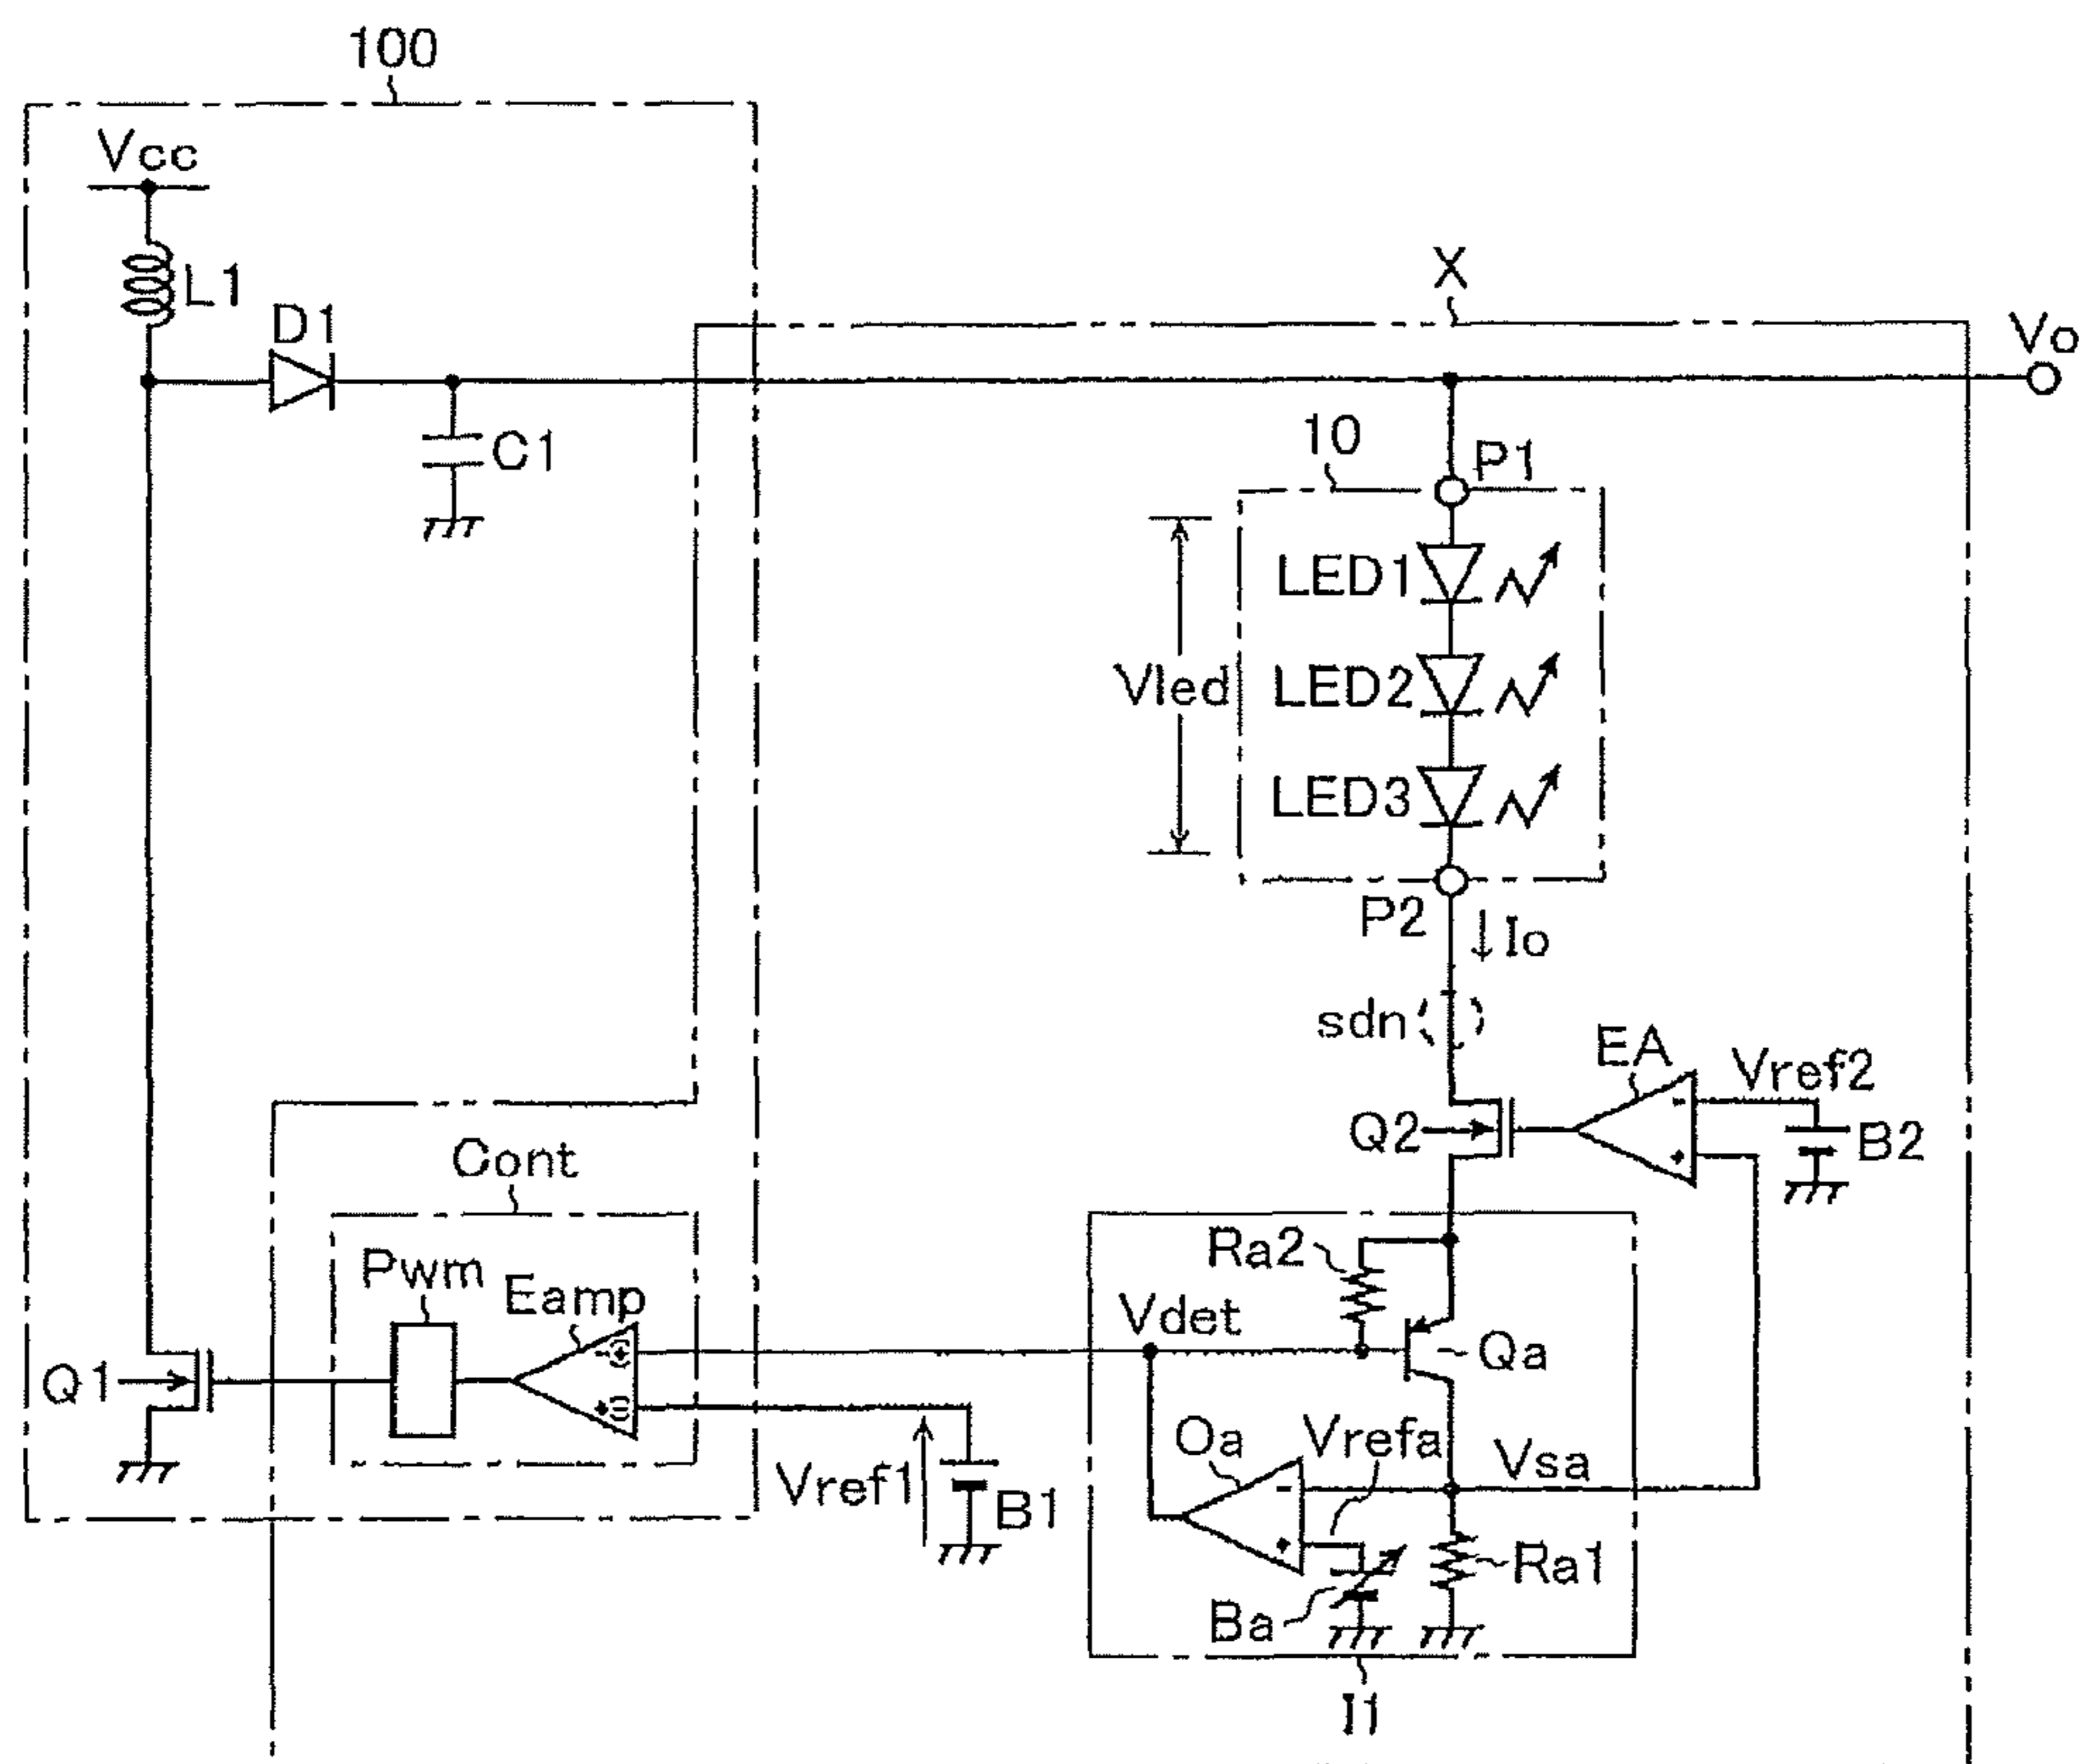 100
Vcc
L1
D1
C1
X
Vo
10
P1
LED1
Vled
LED2
LED3
P2
Io
sdn
EA
Vref2
Q2
B2
Cont
Pwm
Eamp
Ra2
Vdet
Qa
Q1
Vref1
B1
Oa
Vrefa
Vsa
Ra1
Ba
I1